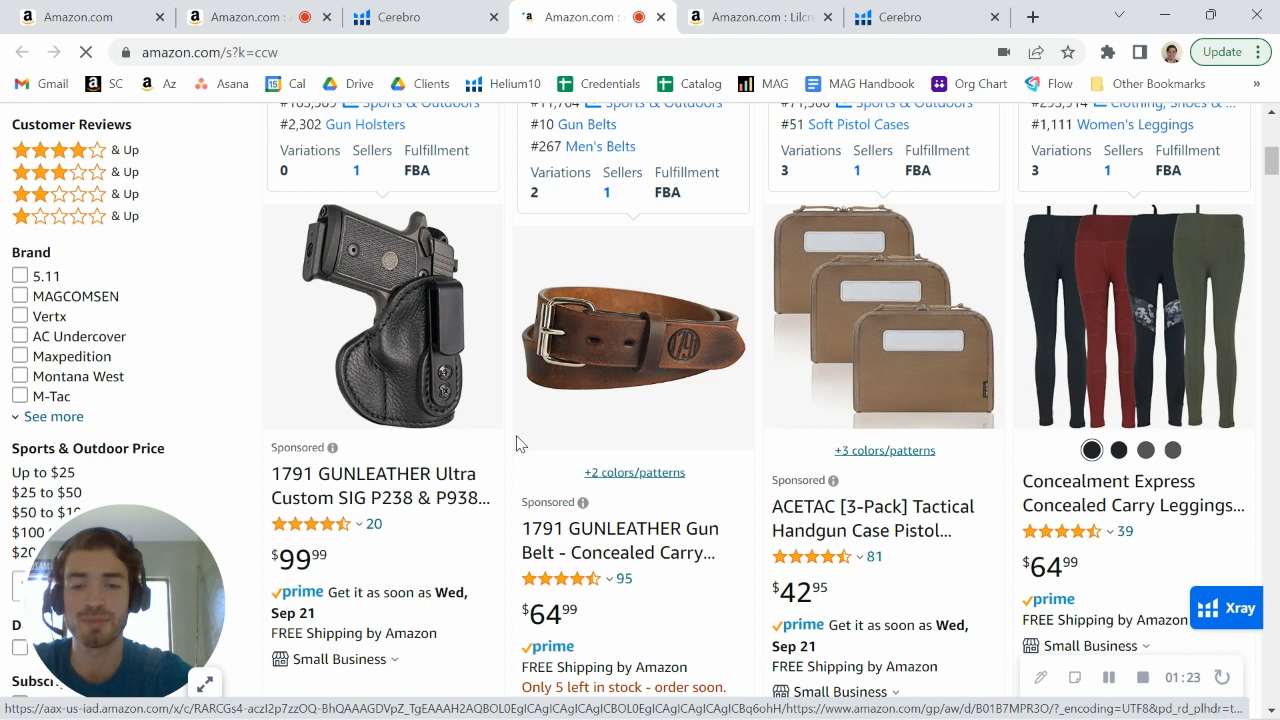 Amazon.com
Amazon.com :
Cerebro
Amazon.com :
Amazon.com : Lilcr
Cerebro
amazon.com/s?k=ccw
Update
Gmail
SC
Az
Asana
Cal
Drive
Clients
Helium10
Credentials
Catalog
MAG
MAG Handbook
Org Chart
Flow
Other Bookmarks
»
Customer Reviews
& Up
& Up
& Up
& Up
Brand
5.11
MAGCOMSEN
Vertx
AC Undercover
Maxpedition
Montana West
M-Tac
See more
Sports & Outdoor Price
Up to $25
$25 to $50
$50 to
$100
Sports & Outdoors
#2,302 Gun Holsters
Variations Sellers Fulfillment
0 1 FBA
Sponsored
1791 GUNLEATHER Ultra
Custom SIG P238 & P938...
20
$99.99
prime Get it as soon as Wed,
Sep 21
FREE Shipping by Amazon
Small Business
Sports & Outdoors
#10 Gun Belts
#267 Men's Belts
Variations Sellers Fulfillment
2 1 FBA
1791
+2 colors/patterns
Sponsored
1791 GUNLEATHER Gun
Belt - Concealed Carry...
95
$64.99
prime
FREE Shipping by Amazon
Only 5 left in stock - order soon.
Sports & Outdoors
#51 Soft Pistol Cases
Variations Sellers Fulfillment
3 1 FBA
+3 colors/patterns
Sponsored
ACETAC [3-Pack] Tactical
Handgun Case Pistol...
81
$42.95
prime Get it as soon as Wed,
Sep 21
FREE Shipping by Amazon
Small Business
Clothing, Shoes & ...
#1,111 Women's Leggings
Variations Sellers Fulfillment
3 1 FBA
Concealment Express
Concealed Carry Leggings...
39
$64.99
prime
FREE Shipping by Amazon
Small Business
Xray
01:23